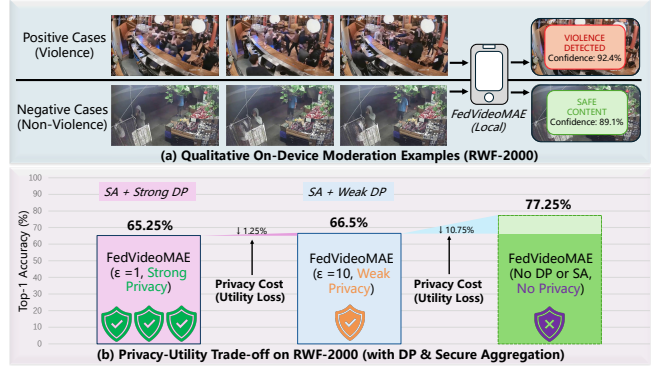 Positive Cases
(Violence)
VIOLENCE
DETECTED
Confidence: 92.4%
Negative Cases
(Non-Violence)
FedVideoMAE
(Local)
SAFE
CONTENT
Confidence: 89.1%
(a) Qualitative On-Device Moderation Examples (RWF-2000)
Top-1 Accuracy (%)
100
90
80
70
60
50
40
30
20
10
0
SA + Strong DP
SA + Weak DP
65.25%
↓ 1.25%
66.5%
↓ 10.75%
77.25%
FedVideoMAE
(ε =1, Strong
Privacy)
Privacy Cost
(Utility Loss)
FedVideoMAE
(ε=10, Weak
Privacy)
Privacy Cost
(Utility Loss)
FedVideoMAE
(No DP or SA,
No Privacy)
(b) Privacy-Utility Trade-off on RWF-2000 (with DP & Secure Aggregation)